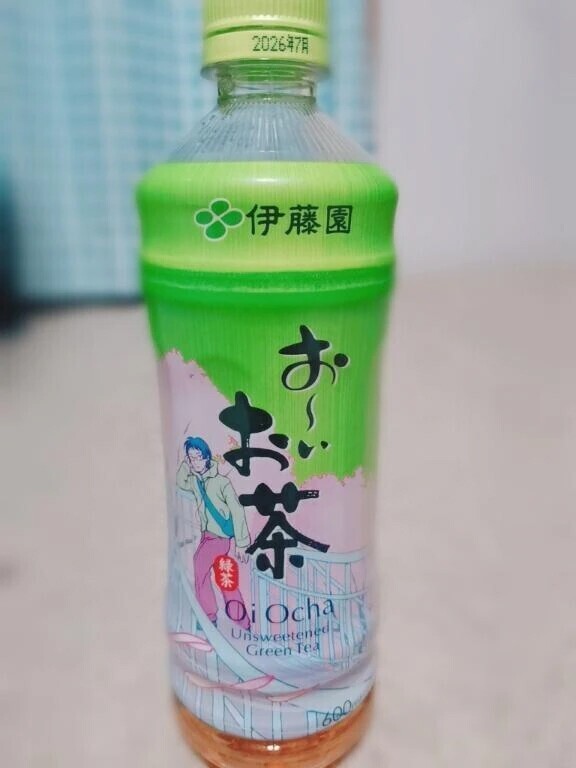 2026年7月
伊藤園
お〜い
お茶
緑茶
Oi Ocha
Unsweetened
Green Tea
600